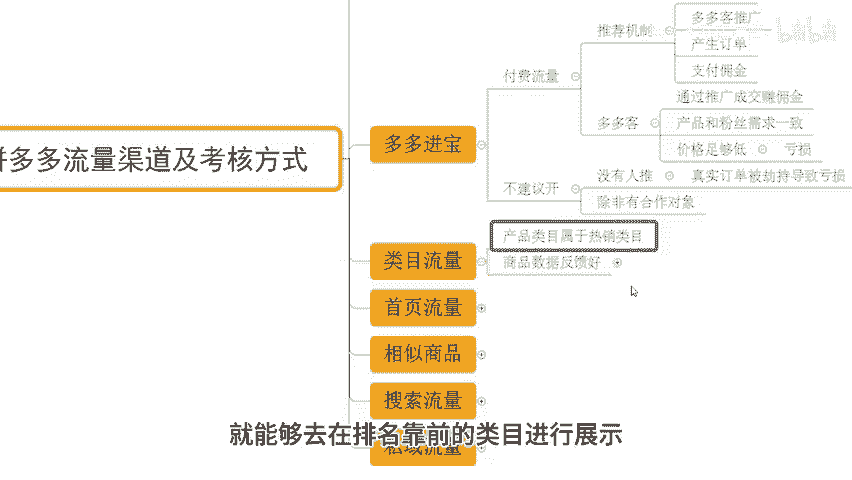 拼多多流量渠道及考核方式
多多进宝
付费流量
推荐机制
多多客推广
产生订单
支付佣金
多多客
通过推广成交赚佣金
产品和粉丝需求一致
价格足够低
亏损
不建议开
没有人推
真实订单被劫持导致亏损
除非有合作对象
类目流量
产品类目属于热销类目
商品数据反馈好
首页流量
相似商品
搜索流量
私域流量
就能够去在排名靠前的类目进行展示
bilibili